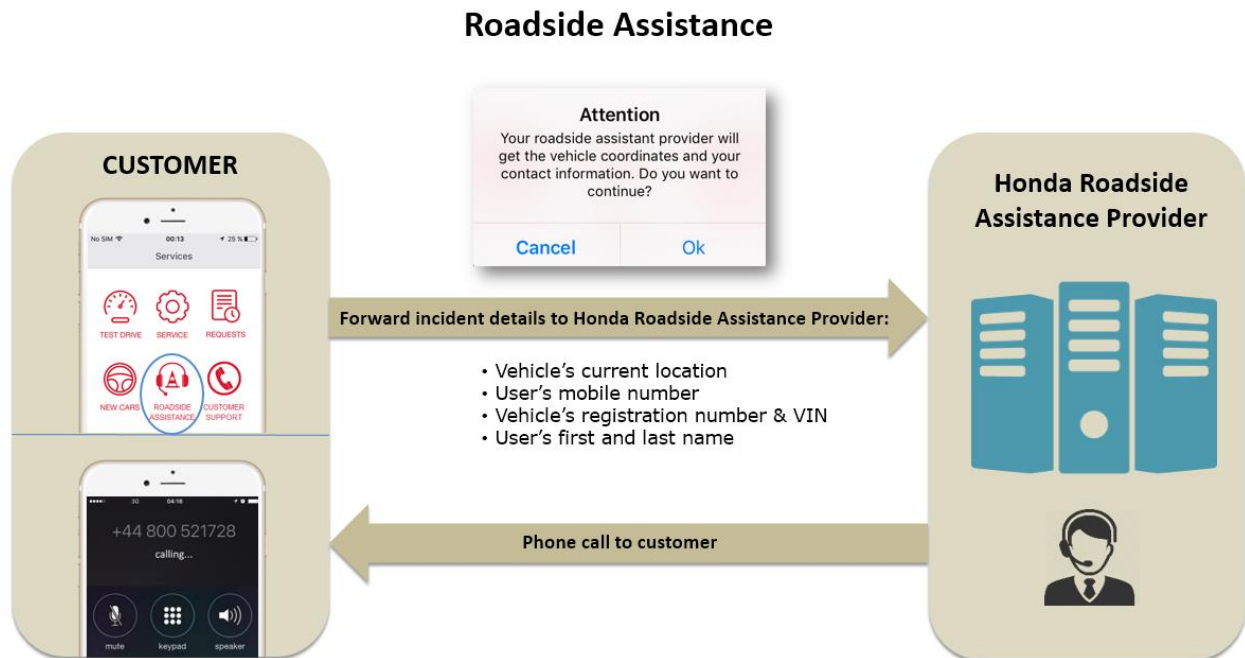 Roadside Assistance
Attention
Your roadside assistant provider will
get the vehicle coordinates and your
contact information. Do you want to
continue?
Cancel
Ok
CUSTOMER
No SIM
00:13
25 %
Services
TEST DRIVE
SERVICE
REQUESTS
NEW CARS
ROADSIDE
ASSISTANCE
CUSTOMER
SUPPORT
Forward incident details to Honda Roadside Assistance Provider:
• Vehicle's current location
• User's mobile number
• Vehicle's registration number & VIN
• User's first and last name
Honda Roadside
Assistance Provider
3G
04:16
+44 800 521728
calling...
mute
keypad
speaker
Phone call to customer